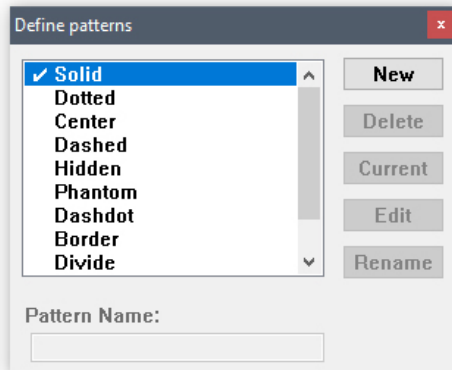 Define patterns
x
✓ Solid
Dotted
Center
Dashed
Hidden
Phantom
Dashdot
Border
Divide
New
Delete
Current
Edit
Rename
Pattern Name: